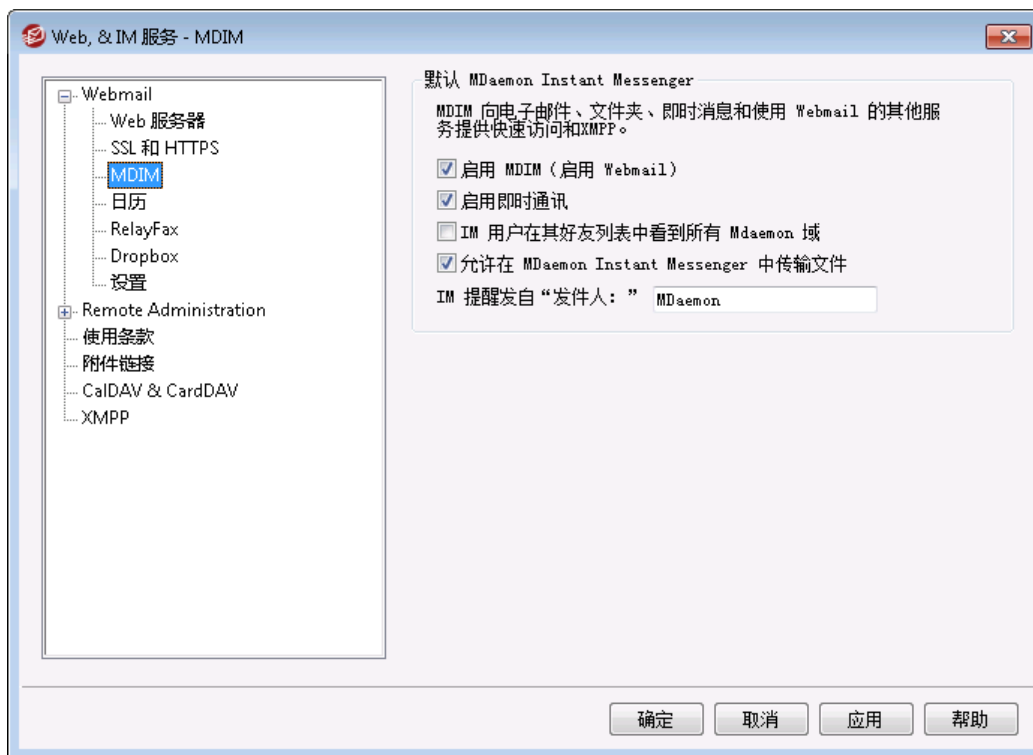 Web, & IM 服务 - MDIM
Webmail
Web 服务器
SSL 和 HTTPS
MDIM
日历
RelayFax
Dropbox
设置
Remote Administration
使用条款
附件链接
CalDAV & CardDAV
XMPP
默认 MDaemon Instant Messenger
MDIM 向电子邮件、文件夹、即时消息和使用 Webmail 的其他服
务提供快速访问和XMPP。
启用 MDIM（启用 Webmail）
启用即时通讯
IM 用户在其好友列表中看到所有 Mdaemon 域
允许在 MDaemon Instant Messenger 中传输文件
IM 提醒发自“发件人：” MDaemon
确定 取消 应用 帮助